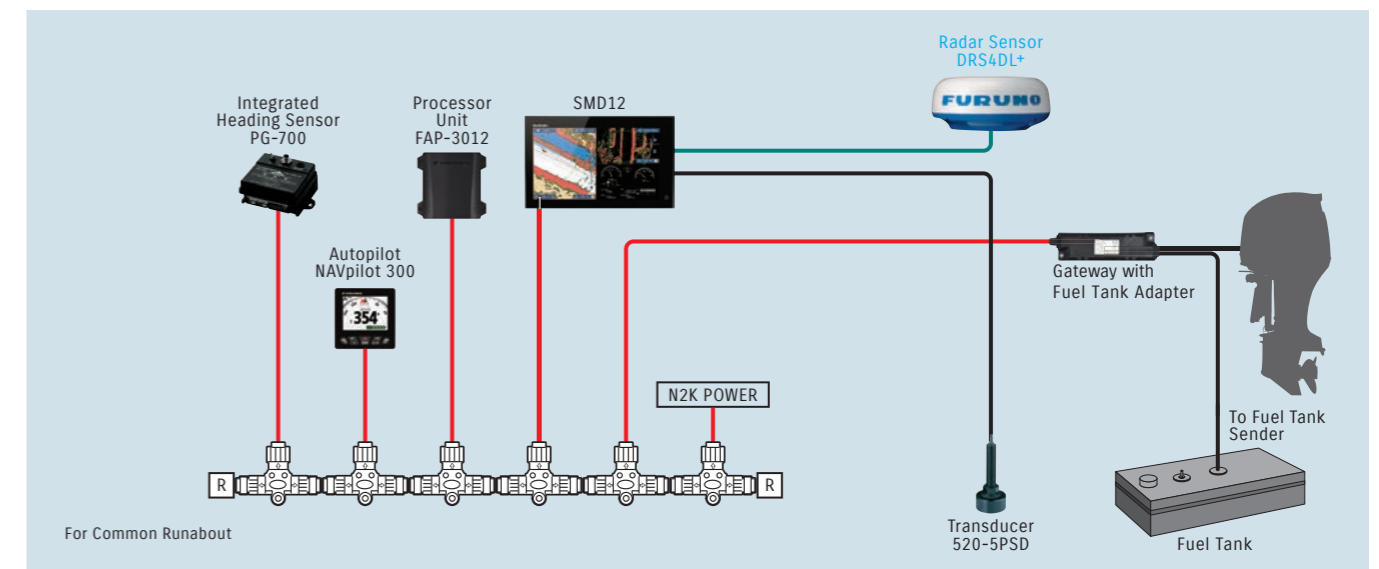 Radar Sensor
DRS4DL+
FURUNO
Integrated
Heading Sensor
PG-700
Processor
Unit
FAP-3012
SMD12
Autopilot
NAVpilot 300
354°
Gateway with
Fuel Tank Adapter
N2K POWER
To Fuel Tank
Sender
R
R
For Common Runabout
Transducer
520-5PSD
Fuel Tank